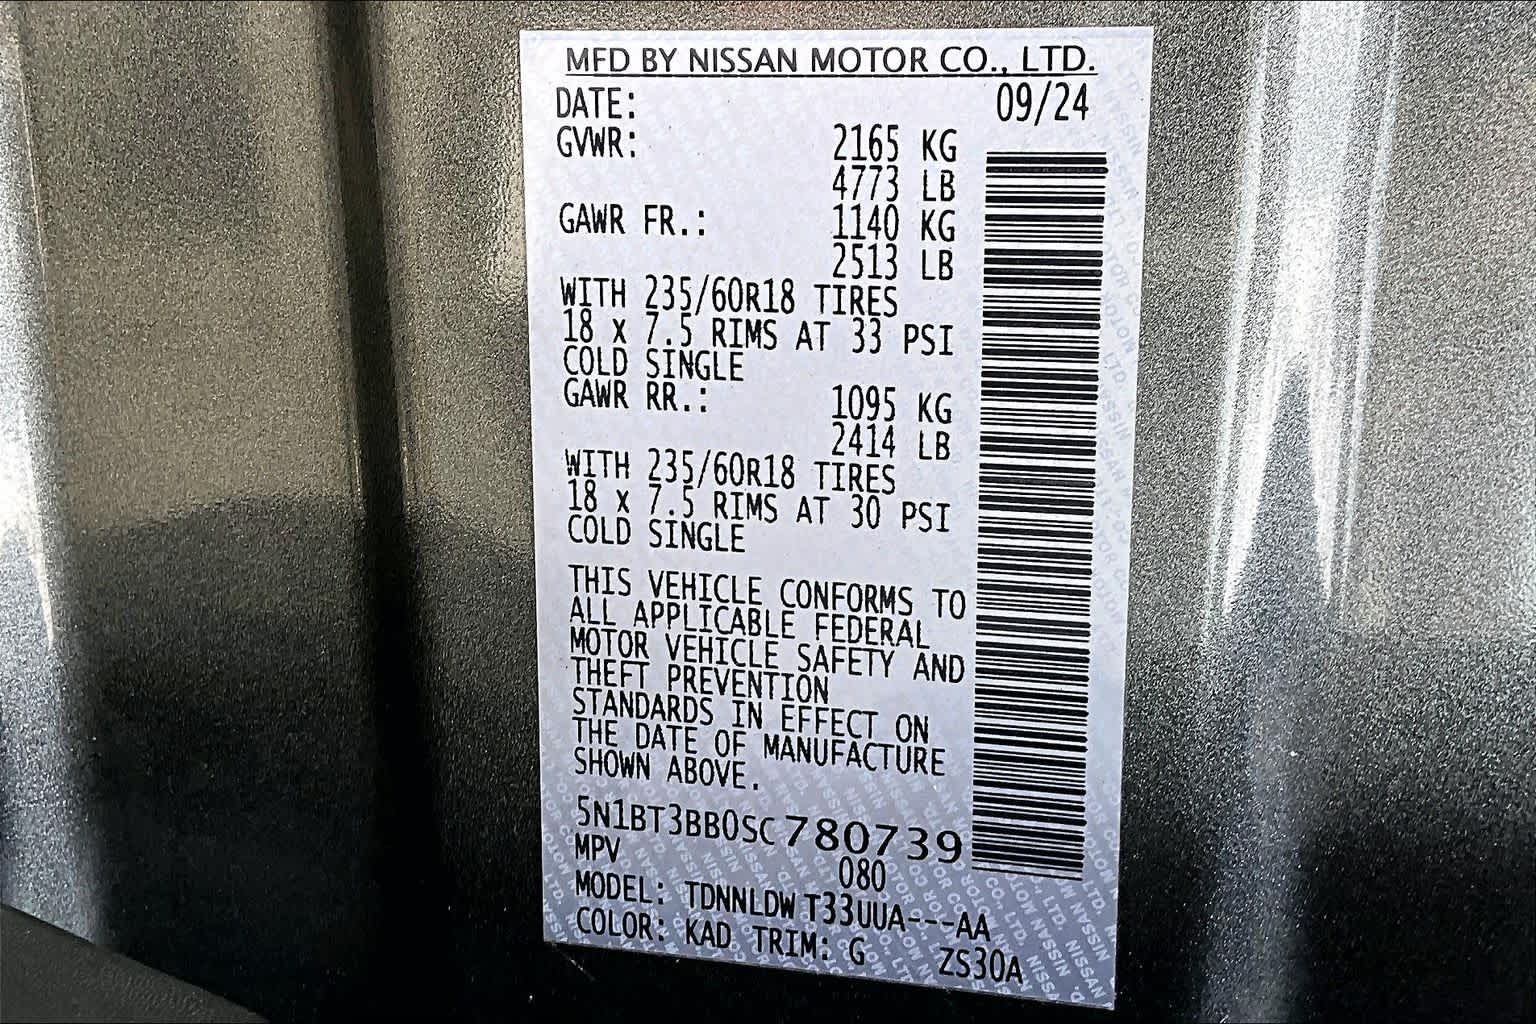 MFD BY NISSAN MOTOR CO., LTD.
DATE: 09/24
GVWR: 2165 KG
4773 LB
GAWR FR.: 1140 KG
2513 LB
WITH 235/60R18 TIRES
18 x 7.5 RIMS AT 33 PSI
COLD SINGLE
GAWR RR.: 1095 KG
2414 LB
WITH 235/60R18 TIRES
18 x 7.5 RIMS AT 30 PSI
COLD SINGLE
THIS VEHICLE CONFORMS TO
ALL APPLICABLE FEDERAL
MOTOR VEHICLE SAFETY AND
THEFT PREVENTION
STANDARDS IN EFFECT ON
THE DATE OF MANUFACTURE
SHOWN ABOVE.
5N1BT3BB0SC780739
MPV 080
MODEL: TDNNLDWT33UUA---AA
COLOR: KAD TRIM: G ZS30A